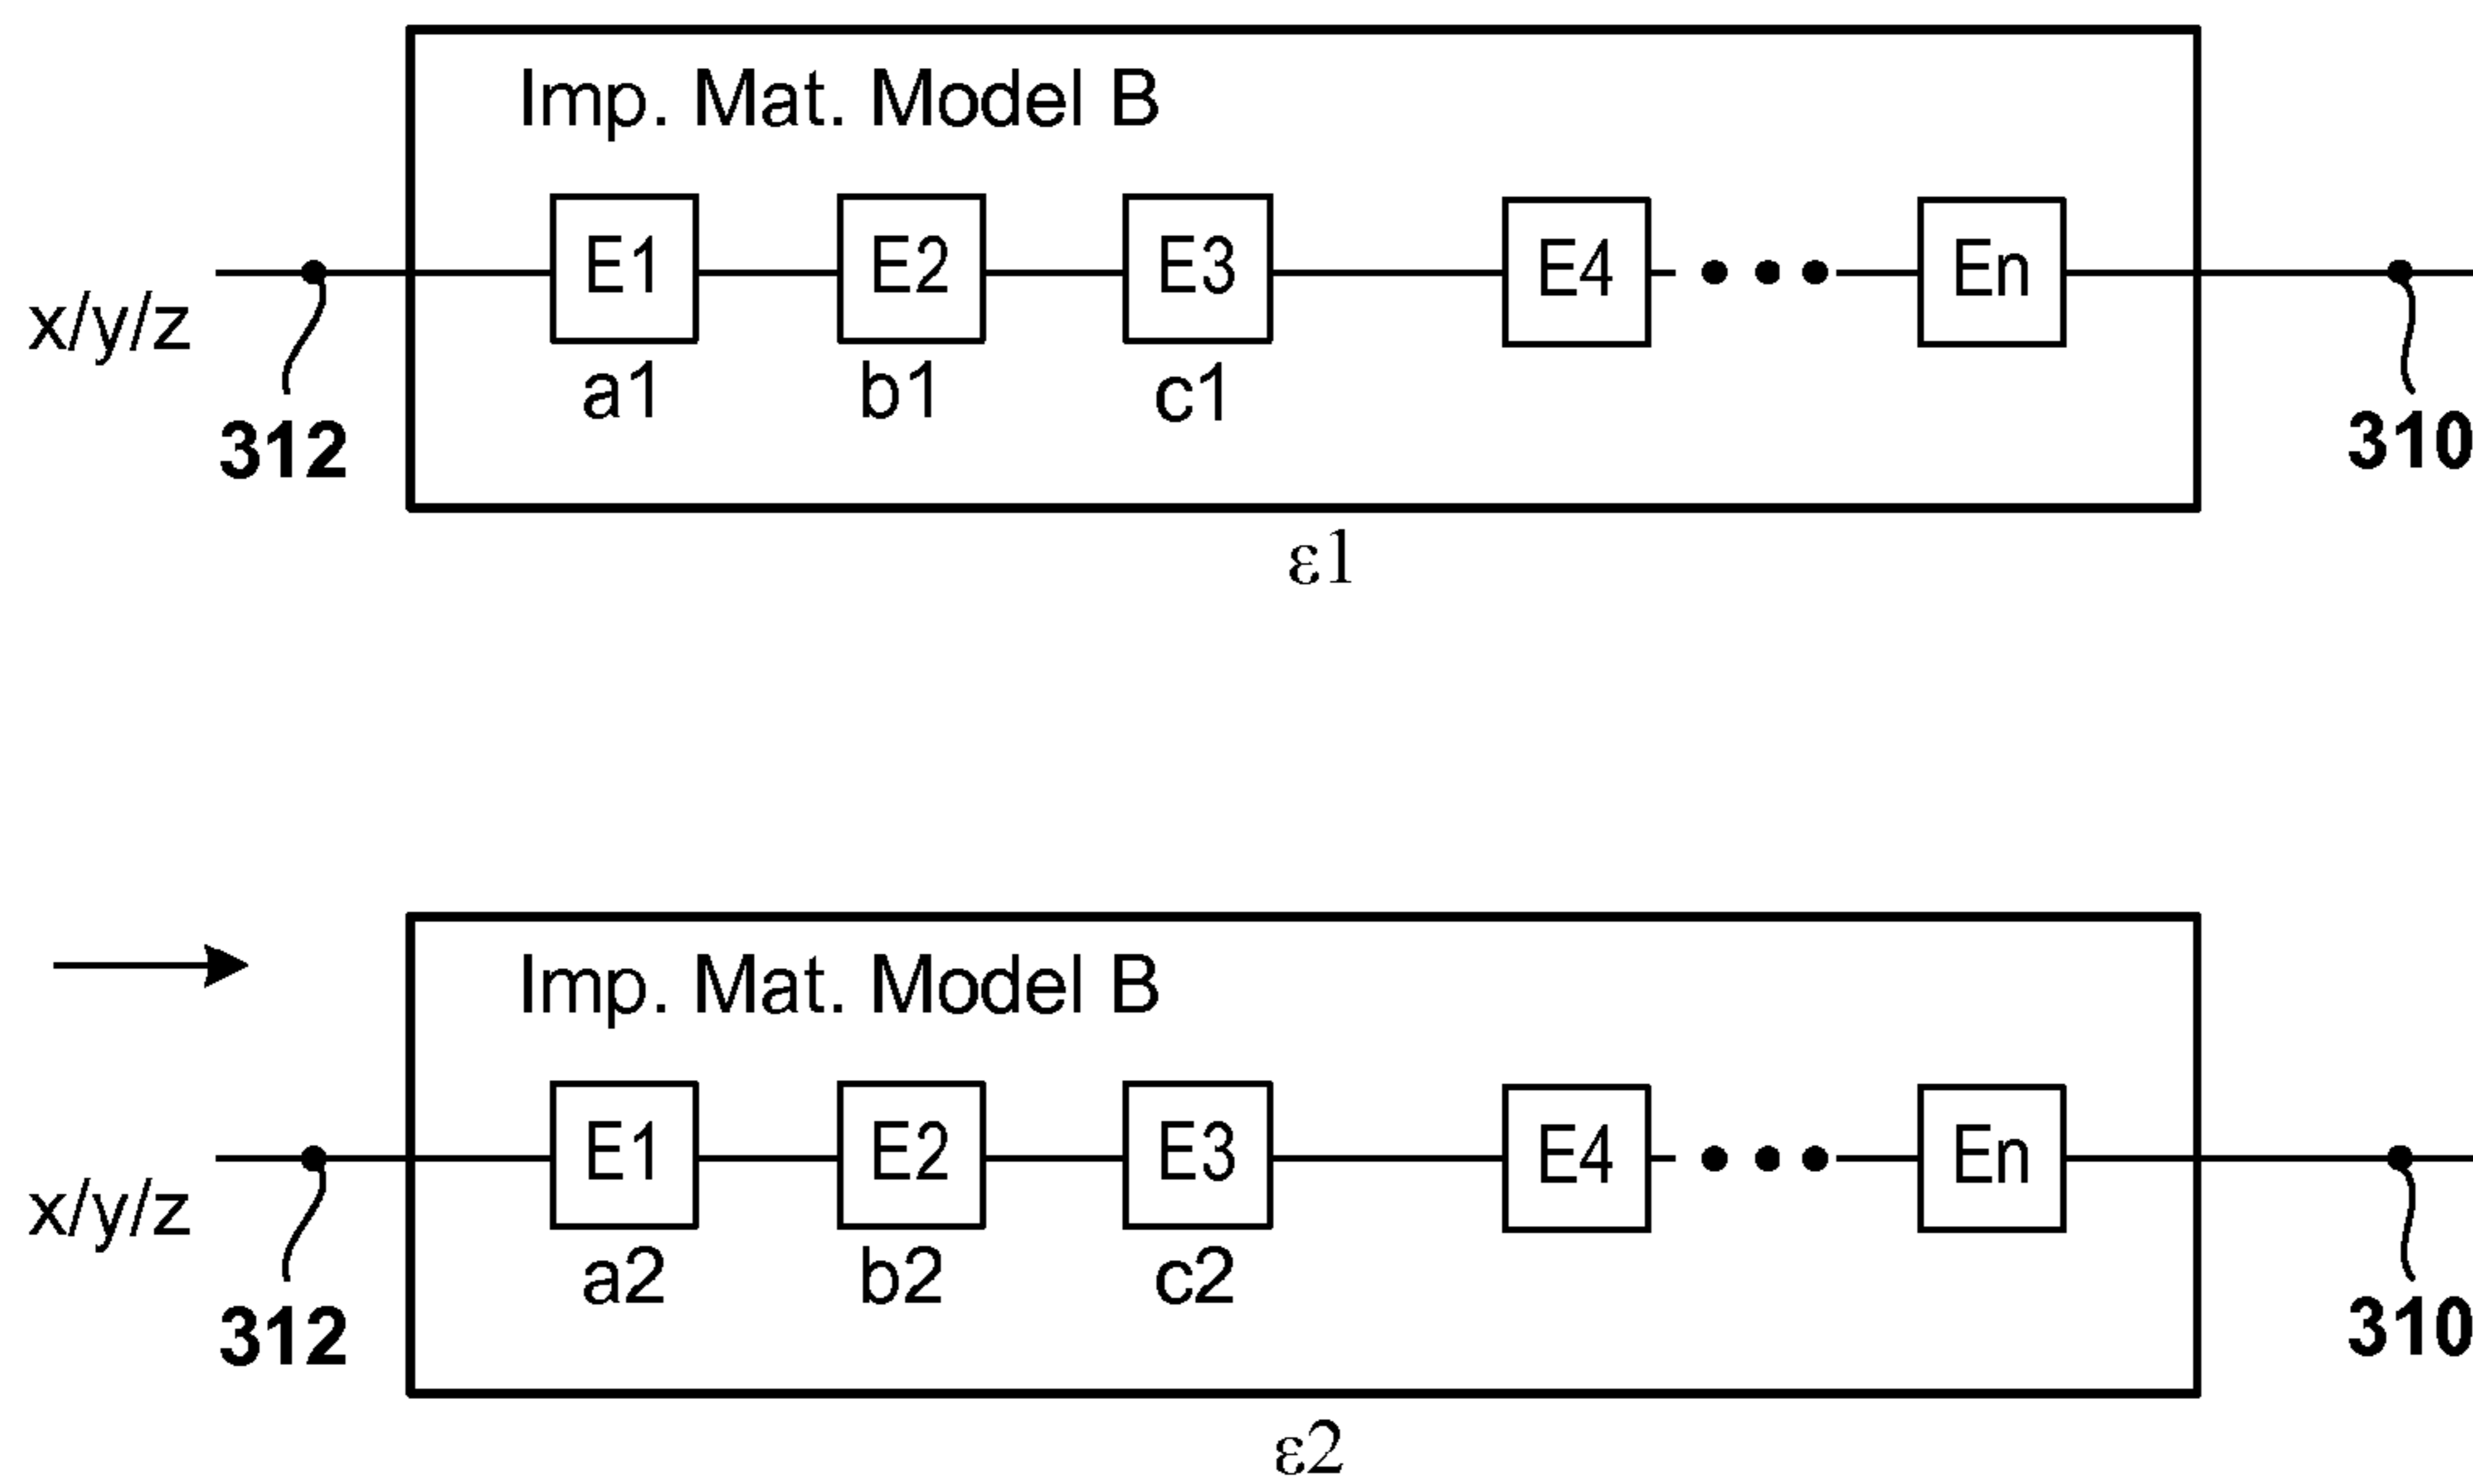 Imp. Mat. Model B
E1 E2 E3 E4 En
x/y/z
a1 b1 c1
312 310
ε1
Imp. Mat. Model B
E1 E2 E3 E4 En
x/y/z
a2 b2 c2
312 310
ε2